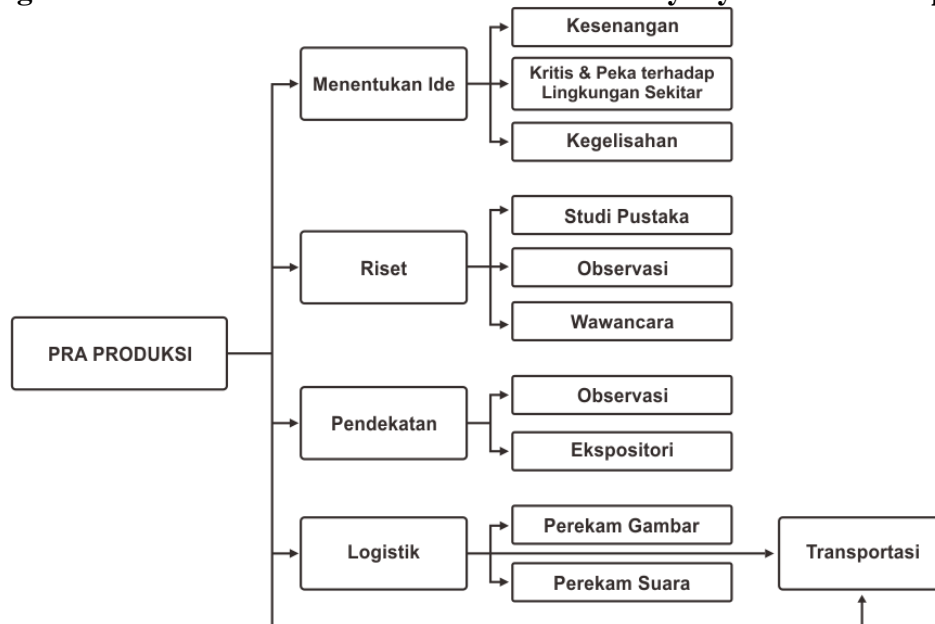 Kesenangan
Menentukan Ide
Kritis & Peka terhadap
Lingkungan Sekitar
Kegelisahan
Studi Pustaka
Riset
Observasi
Wawancara
PRA PRODUKSI
Observasi
Pendekatan
Ekspositori
Perekam Gambar
Logistik
Transportasi
Perekam Suara